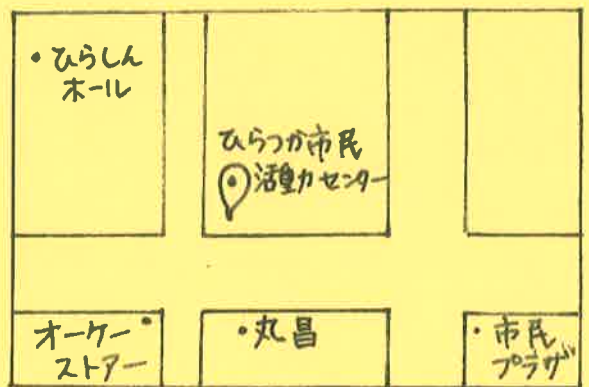 ・ひらしん
ホール
ひらつか市民
活動センター
オーケー
ストアー
・丸昌
・市民
プラザ